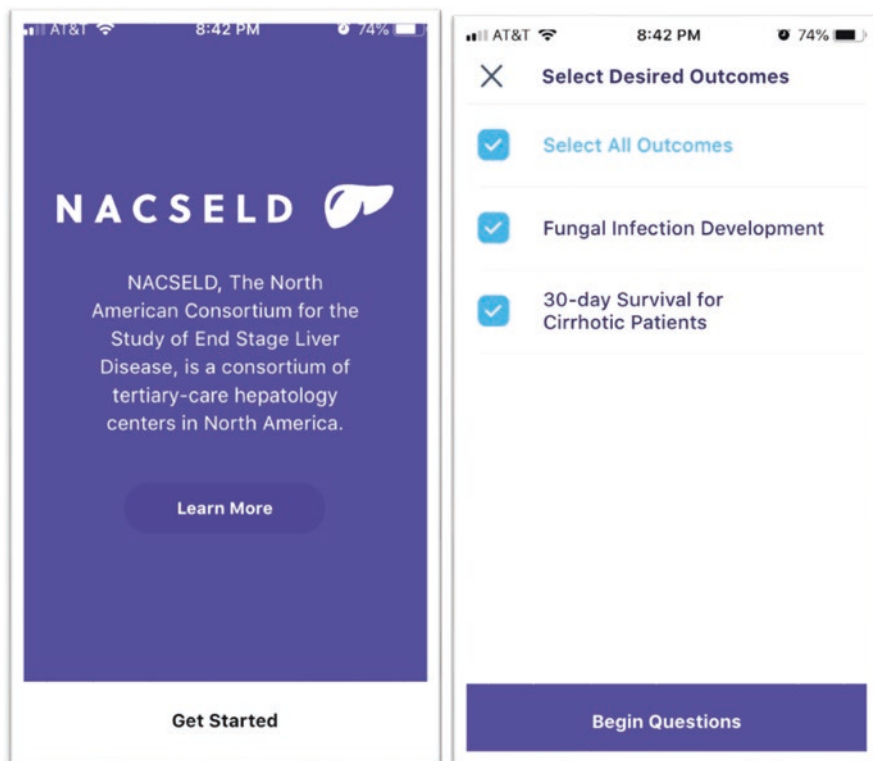 AT&T 8:42 PM 74%
NACSELD
NACSELD, The North
American Consortium for the
Study of End Stage Liver
Disease, is a consortium of
tertiary-care hepatology
centers in North America.
Learn More
Get Started
AT&T 8:42 PM 74%
Select Desired Outcomes
Select All Outcomes
Fungal Infection Development
30-day Survival for
Cirrhotic Patients
Begin Questions